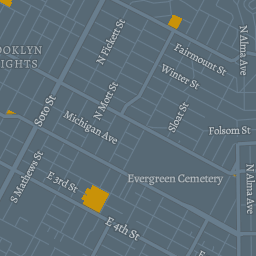 N Fickett St
Fairmount St
N Alma Ave
OOKLYN
IGHTS
Winter St
Soto St
N Mott St
Sloat St
Michigan Ave
Folsom St
S Mathews St
E 3rd St
Evergreen Cemetery
N Alma Ave
E 4th St